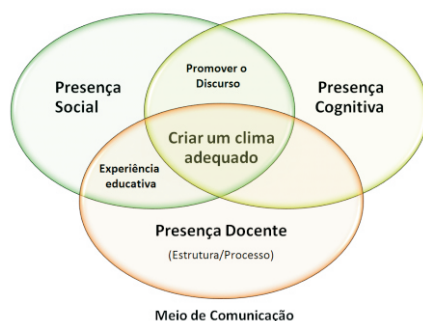 Presença
Social
Promover o
Discurso
Presença
Cognitiva
Criar um clima
adequado
Experiência
educativa
Presença Docente
(Estrutura/Processo)
Meio de Comunicação